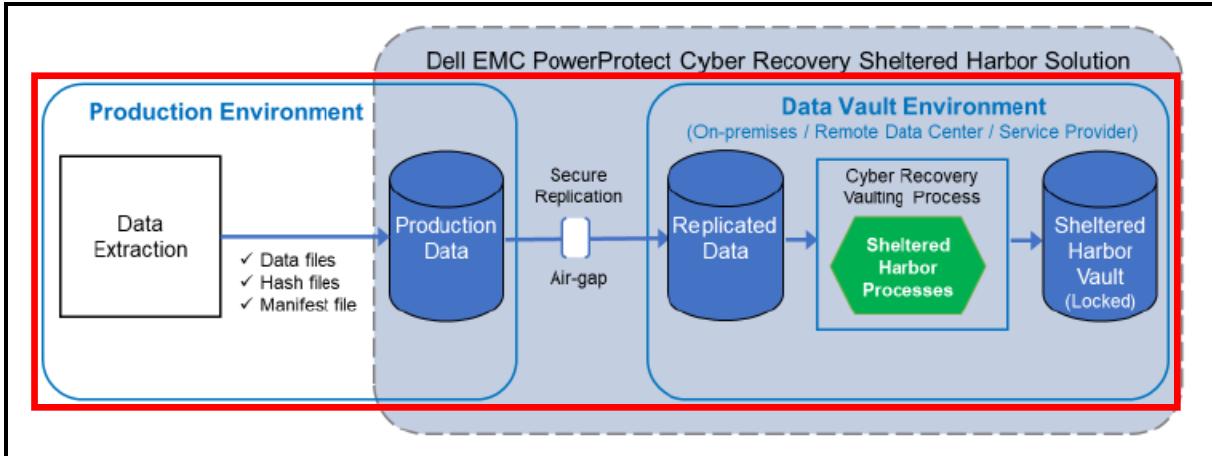 Dell EMC PowerProtect Cyber Recovery Sheltered Harbor Solution
Production Environment
Data Extraction
✓ Data files
✓ Hash files
✓ Manifest file
Production
Data
Secure
Replication
Air-gap
Data Vault Environment
(On-premises / Remote Data Center / Service Provider)
Replicated
Data
Cyber Recovery
Vaulting Process
Sheltered
Harbor
Processes
Sheltered
Harbor
Vault
(Locked)